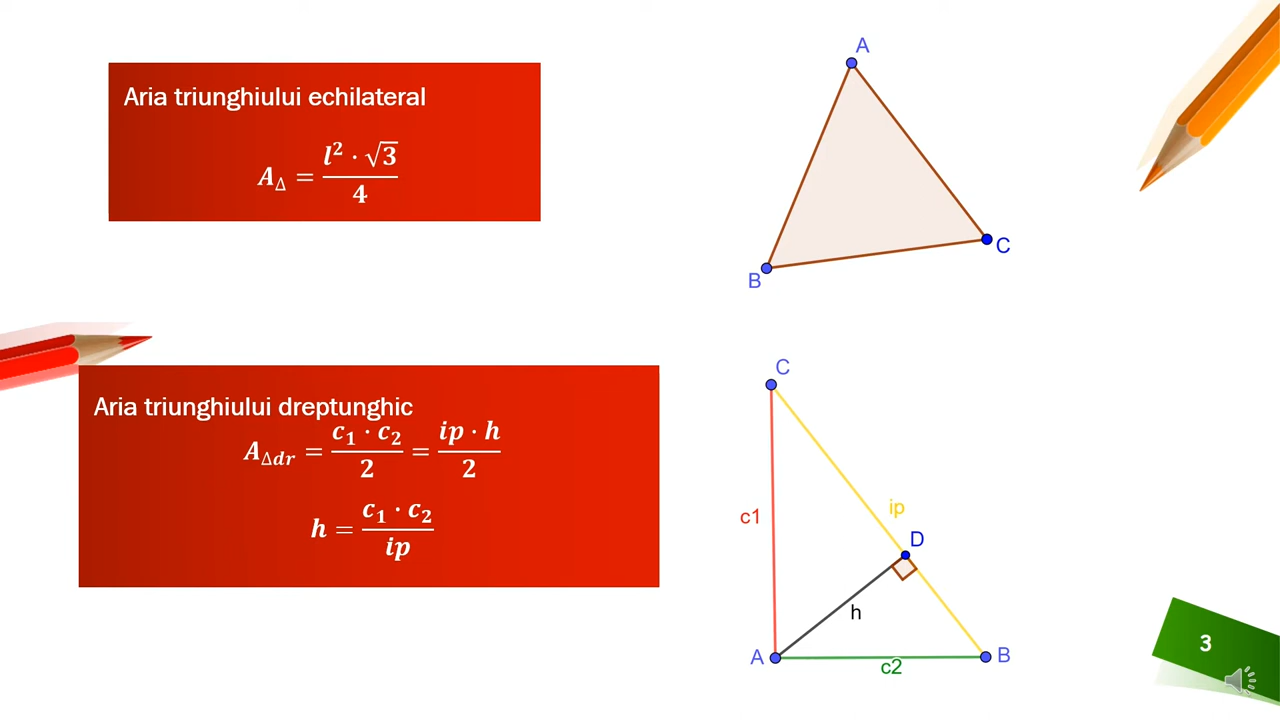 Aria triunghiului echilateral
A_Δ = l² · √3 / 4
A
B
C
Aria triunghiului dreptunghic
A_Δdr = c₁ · c₂ / 2 = ip · h / 2
h = c₁ · c₂ / ip
C
c1
ip
D
h
A
c2
B
3